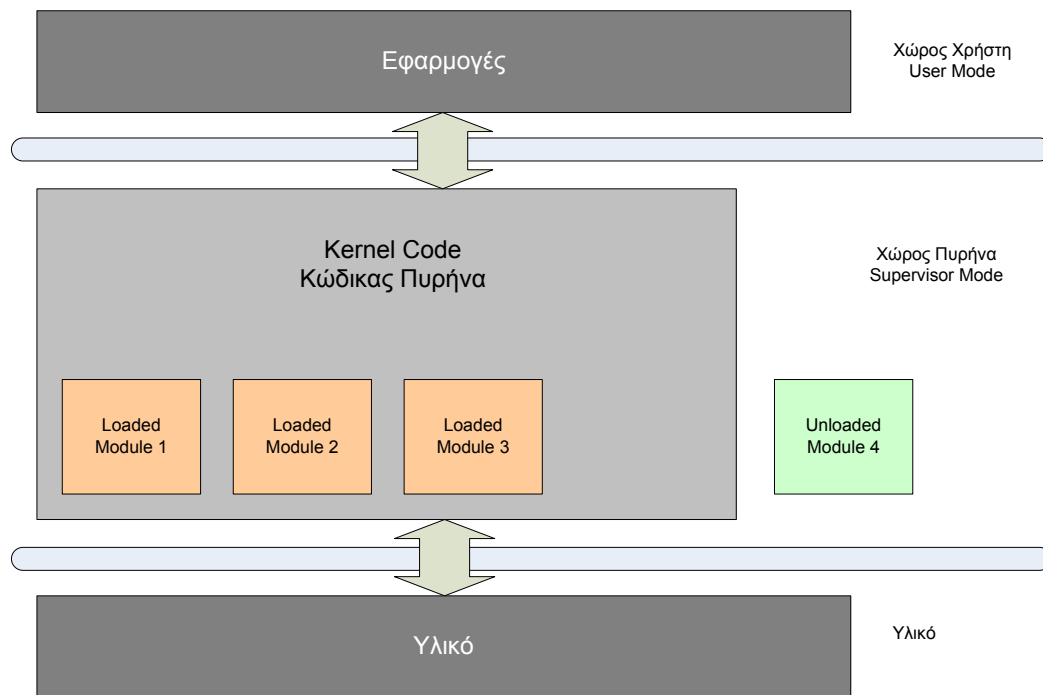 Εφαρμογές
Χώρος Χρήστη
User Mode
Kernel Code
Κώδικας Πυρήνα
Χώρος Πυρήνα
Supervisor Mode
Loaded
Module 1
Loaded
Module 2
Loaded
Module 3
Unloaded
Module 4
Υλικό
Υλικό